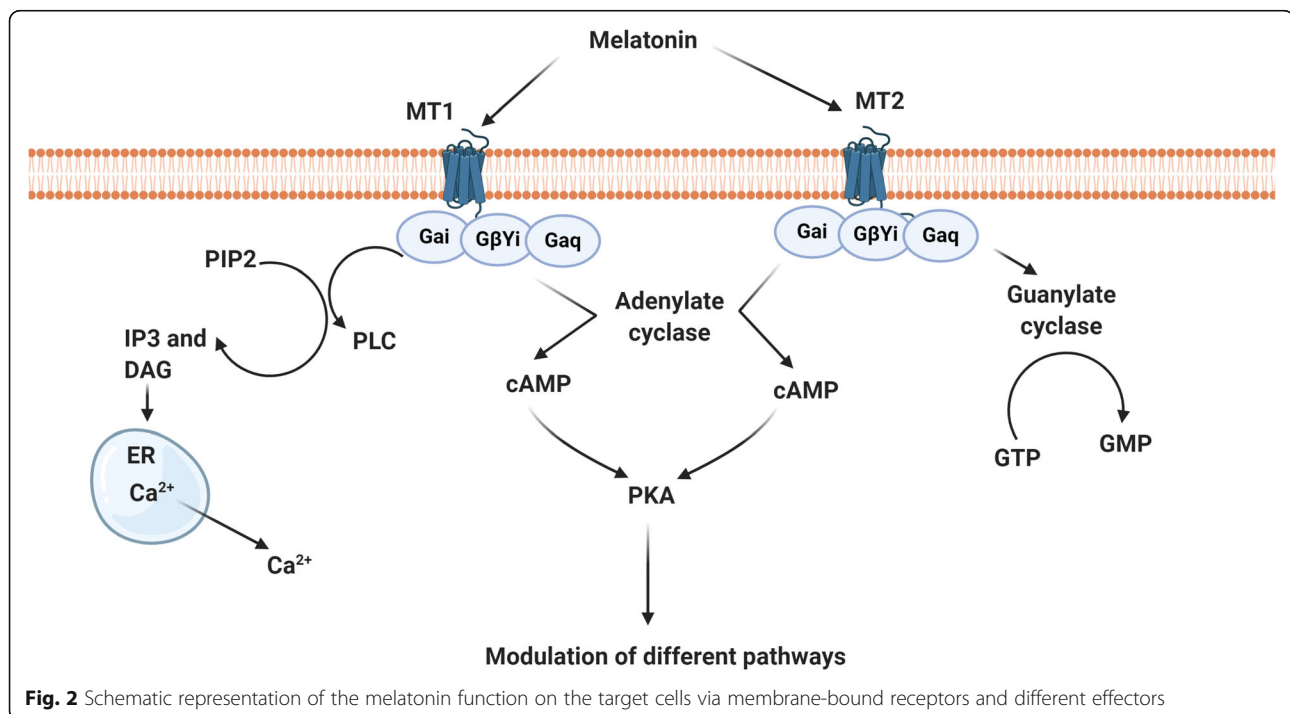 Melatonin
MT1
MT2
Gai
GβYi
Gaq
Gai
GβYi
Gaq
PIP2
PLC
IP3 and
DAG
ER
Ca²⁺
Ca²⁺
Adenylate
cyclase
cAMP
cAMP
PKA
Guanylate
cyclase
GTP
GMP
Modulation of different pathways
Fig. 2 Schematic representation of the melatonin function on the target cells via membrane-bound receptors and different effectors